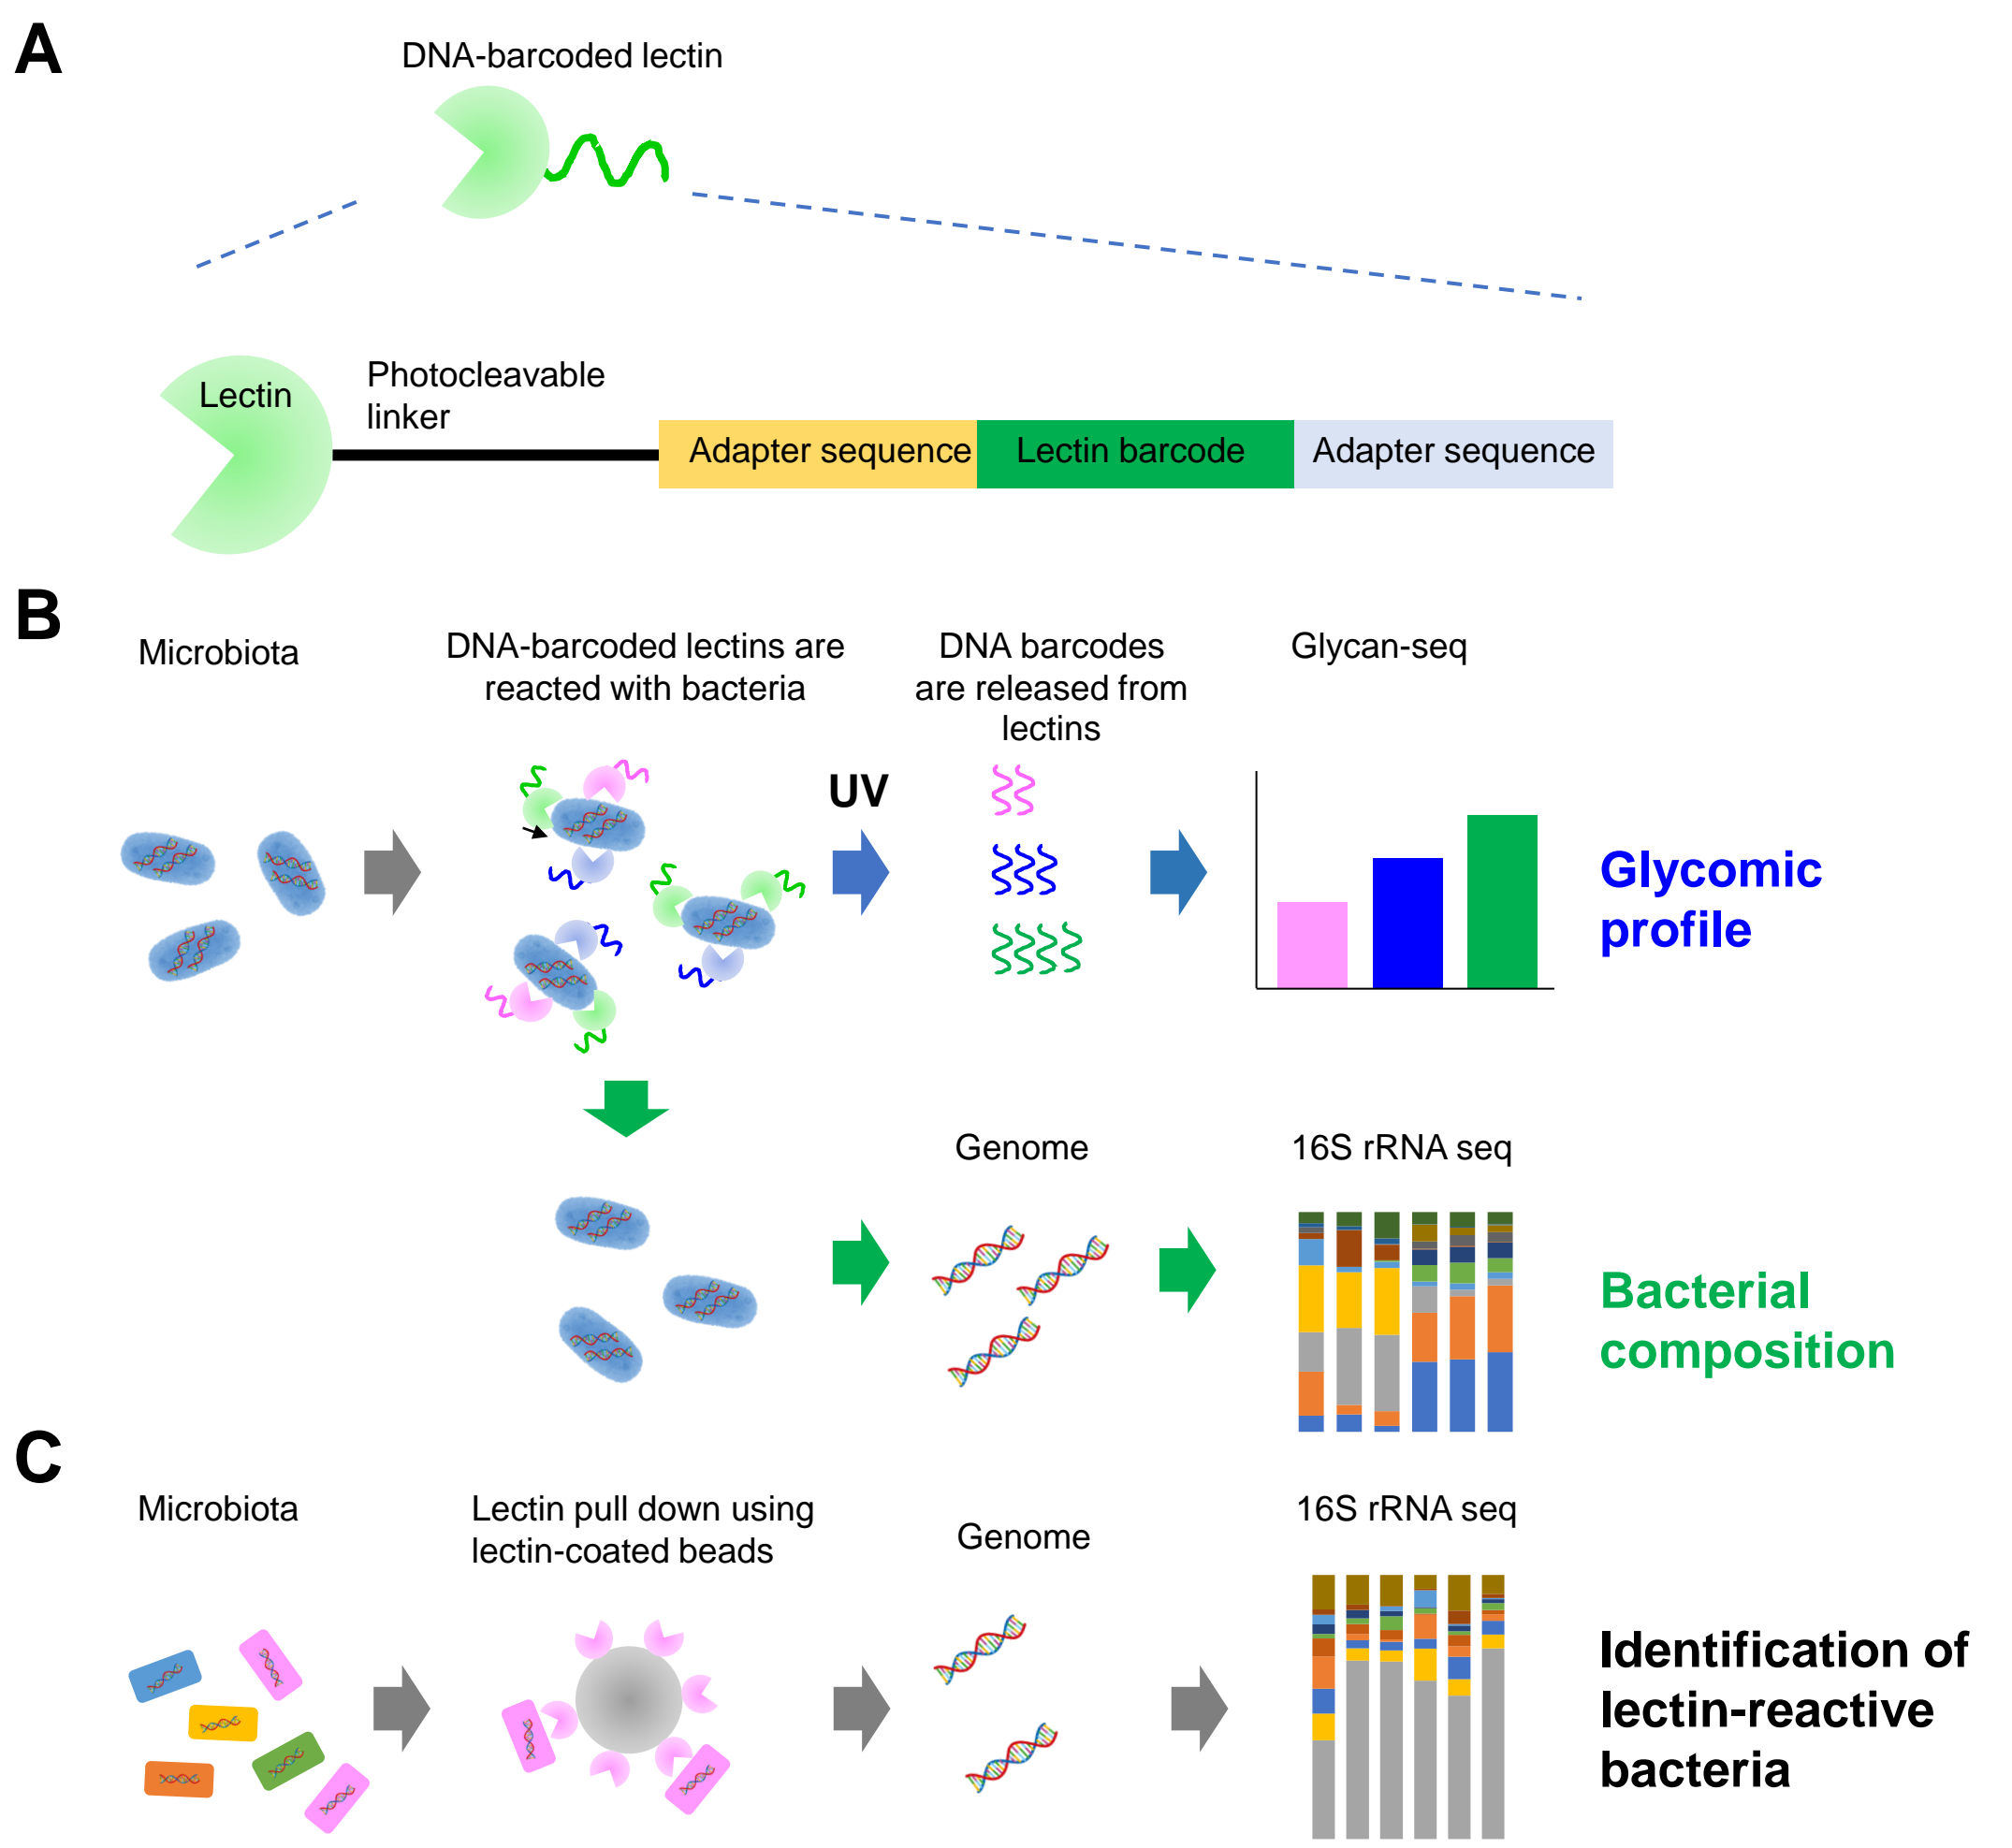 A
DNA-barcoded lectin
Lectin
Photocleavable
linker
Adapter sequence
Lectin barcode
Adapter sequence
B
Microbiota
DNA-barcoded lectins are
reacted with bacteria
DNA barcodes
are released from
lectins
Glycan-seq
UV
Glycomic
profile
Genome
16S rRNA seq
Bacterial
composition
C
Microbiota
Lectin pull down using
lectin-coated beads
Genome
16S rRNA seq
Identification of
lectin-reactive
bacteria